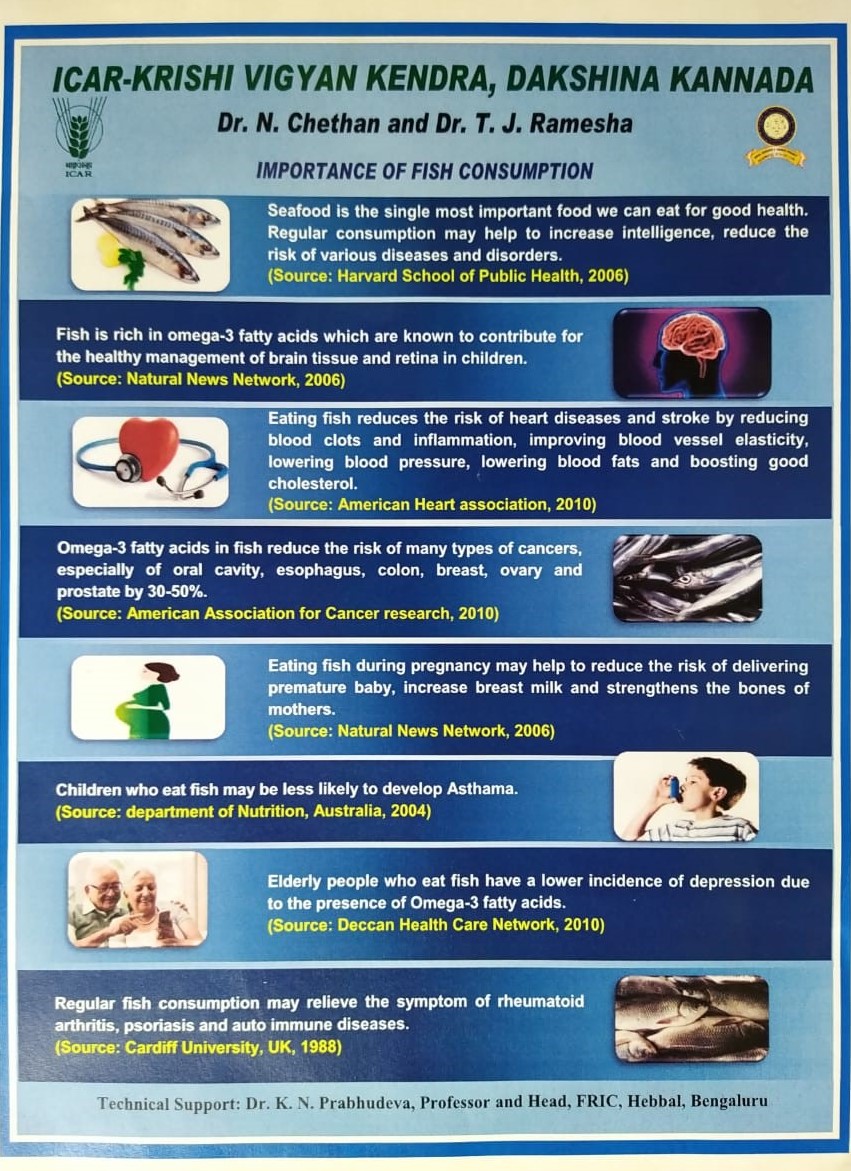 ICAR-KRISHI VIGYAN KENDRA, DAKSHINA KANNADA
Dr. N. Chethan and Dr. T. J. Ramesha
ICAR
IMPORTANCE OF FISH CONSUMPTION
Seafood is the single most important food we can eat for good health.
Regular consumption may help to increase intelligence, reduce the
risk of various diseases and disorders.
(Source: Harvard School of Public Health, 2006)
Fish is rich in omega-3 fatty acids which are known to contribute for
the healthy management of brain tissue and retina in children.
(Source: Natural News Network, 2006)
Eating fish reduces the risk of heart diseases and stroke by reducing
blood clots and inflammation, improving blood vessel elasticity,
lowering blood pressure, lowering blood fats and boosting good
cholesterol.
(Source: American Heart association, 2010)
Omega-3 fatty acids in fish reduce the risk of many types of cancers,
especially of oral cavity, esophagus, colon, breast, ovary and
prostate by 30-50%.
(Source: American Association for Cancer research, 2010)
Eating fish during pregnancy may help to reduce the risk of delivering
premature baby, increase breast milk and strengthens the bones of
mothers.
(Source: Natural News Network, 2006)
Children who eat fish may be less likely to develop Asthama.
(Source: department of Nutrition, Australia, 2004)
Elderly people who eat fish have a lower incidence of depression due
to the presence of Omega-3 fatty acids.
(Source: Deccan Health Care Network, 2010)
Regular fish consumption may relieve the symptom of rheumatoid
arthritis, psoriasis and auto immune diseases.
(Source: Cardiff University, UK, 1988)
Technical Support: Dr. K. N. Prabhudeva, Professor and Head, FRIC, Hebbal, Bengaluru